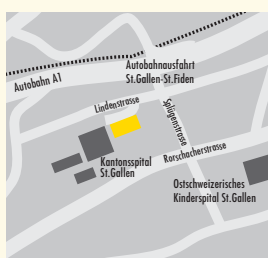 Autobahnausfahrt
St.Gallen-St.Fiden
Autobahn A1
Lindenstrasse
Splügenstrasse
Rorschacherstrasse
Kantonsspital
St.Gallen
Ostschweizerisches
Kinderspital St.Gallen